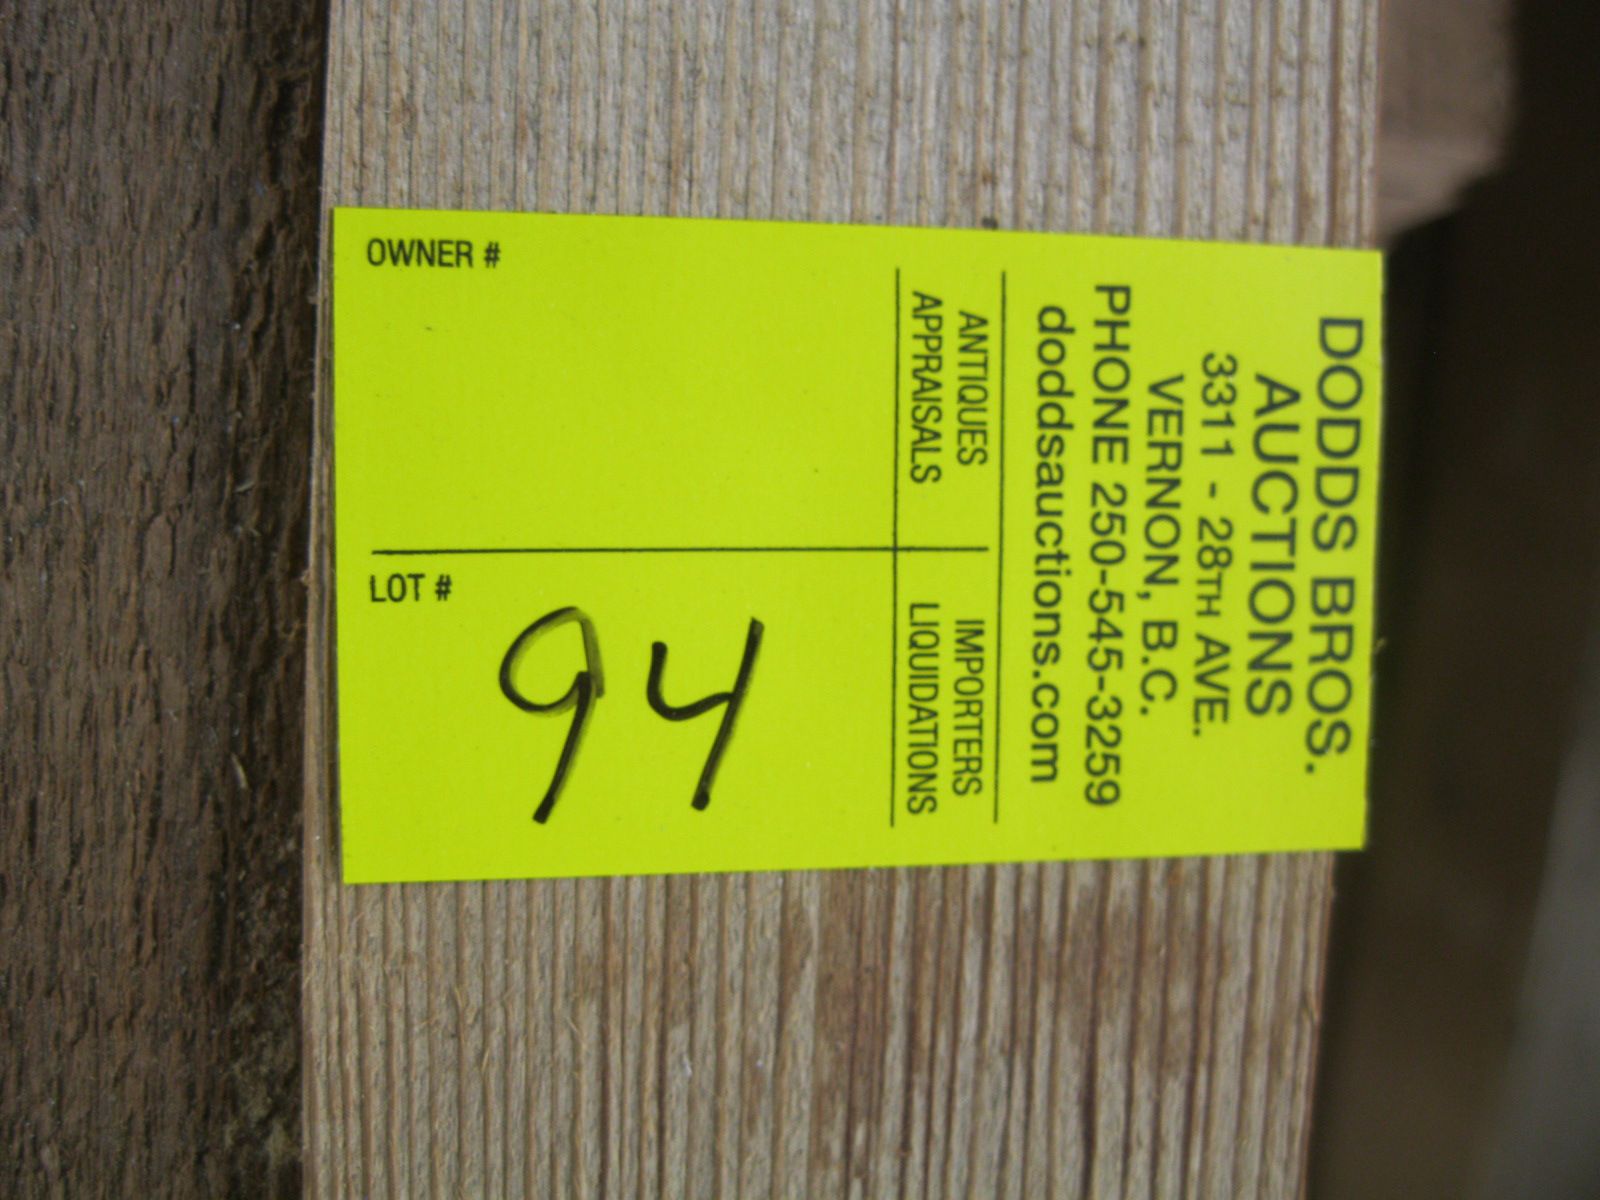 DODDS BROS.
AUCTIONS
3311 - 28TH AVE.
VERNON, B.C.
PHONE 250-545-3259
doddsauctions.com
ANTIQUES IMPORTERS
APPRAISALS LIQUIDATIONS
OWNER #
LOT #
94